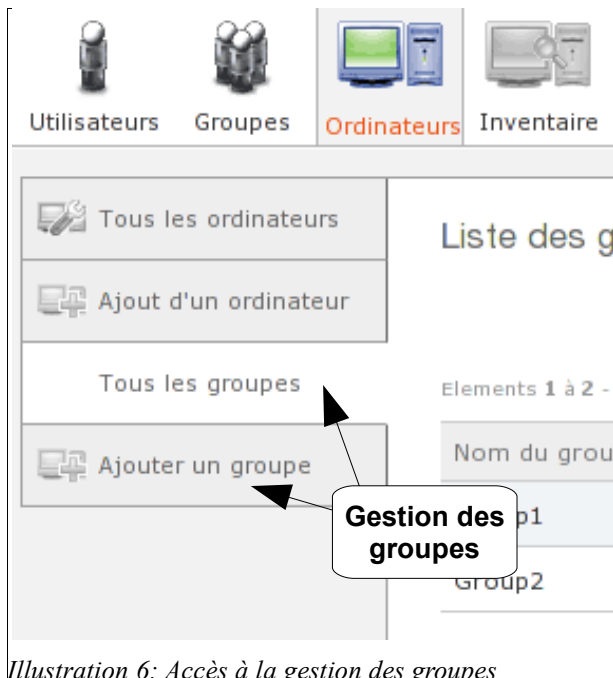 Utilisateurs Groupes Ordinateurs Inventaire
Tous les ordinateurs
Liste des g
Ajout d'un ordinateur
Tous les groupes
Elements 1 à 2 -
Ajouter un groupe
Nom du grou
Gestion des
groupes
p1
Group2
Illustration 6: Accès à la gestion des groupes